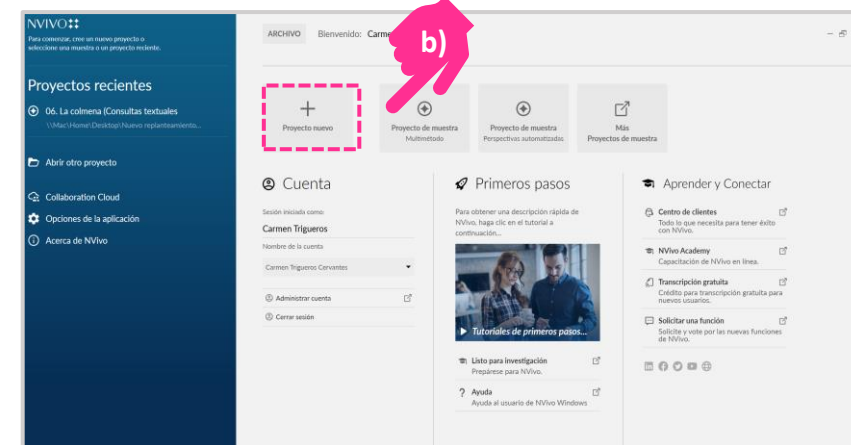 NVIVO
Para comenzar, cree un nuevo proyecto o
seleccione una muestra o un proyecto reciente.
Proyectos recientes
06. La colmena (Consultas textuales
\\Mac\Home\Desktop\Nuevo replanteamiento...
Abrir otro proyecto
Collaboration Cloud
Opciones de la aplicación
Acerca de NVivo
ARCHIVO
Bienvenido: Carme
b)
Proyecto nuevo
Proyecto de muestra
Multimétodo
Proyecto de muestra
Perspectivas automatizadas
Más
Proyectos de muestra
Cuenta
Sesión iniciada como:
Carmen Trigueros
Nombre de la cuenta
Carmen Trigueros Cervantes
Administrar cuenta
Cerrar sesión
Primeros pasos
Para obtener una descripción rápida de
NVivo, haga clic en el tutorial a
continuación...
Tutoriales de primeros pasos...
Listo para investigación
Prepárese para NVivo.
? Ayuda
Ayuda al usuario de NVivo Windows
Aprender y Conectar
Centro de clientes
Todo lo que necesita para tener éxito
con NVivo.
NVivo Academy
Capacitación de NVivo en línea.
Transcripción gratuita
Crédito para transcripción gratuita para
nuevos usuarios.
Solicitar una función
Solicite y vote por las nuevas funciones
de NVivo.